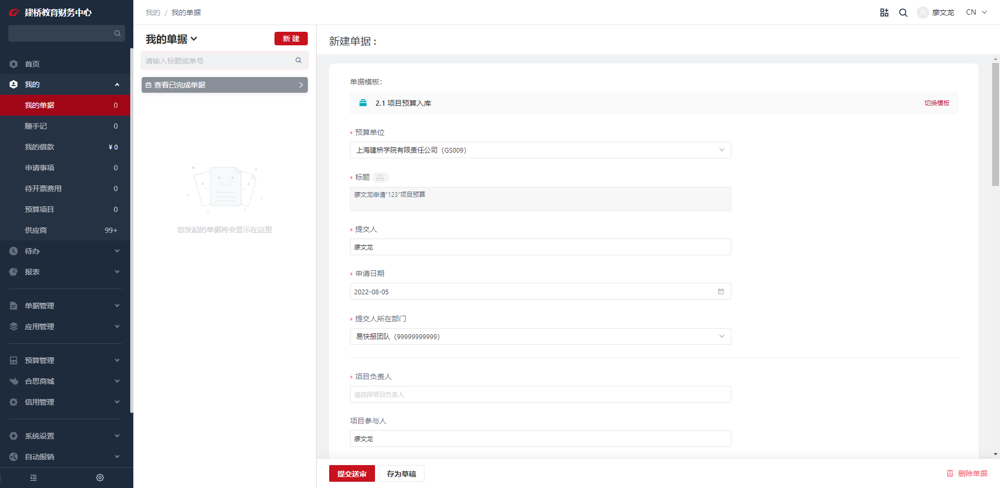 建桥教育财务中心
首页
我的
我的单据 0
随手记 0
我的借款 ¥ 0
申请事项 0
待开票费用 0
预算项目 0
供应商 99+
待办
报表
单据管理
应用管理
预算管理
合思商城
信用管理
系统设置
自动报销
我的 / 我的单据
廖文龙 CN
我的单据 新 建
请输入标题或单号
查看已完成单据
您发起的单据将会显示在这里
新建单据 :
单据模板:
2.1 项目预算入库 切换模板
* 预算单位
上海建桥学院有限责任公司（GS009）
* 标题
廖文龙申请"123"项目预算
* 提交人
廖文龙
* 申请日期
2022-08-05
* 提交人所在部门
易快报团队（99999999999）
* 项目负责人
请选择项目负责人
项目参与人
廖文龙
提交送审 存为草稿 删除单据